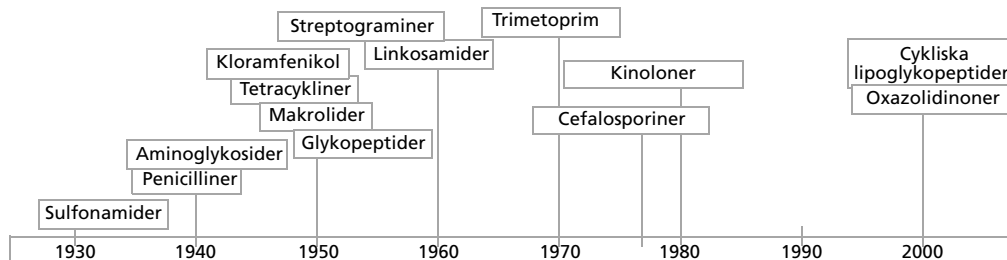 Streptograminer
Trimetoprim
Linkosamider
Kloramfenikol
Kinoloner
Cykliska
lipoglykopeptider
Tetracykliner
Oxazolidinoner
Makrolider
Cefalosporiner
Glykopeptider
Aminoglykosider
Penicilliner
Sulfonamider
1930 1940 1950 1960 1970 1980 1990 2000